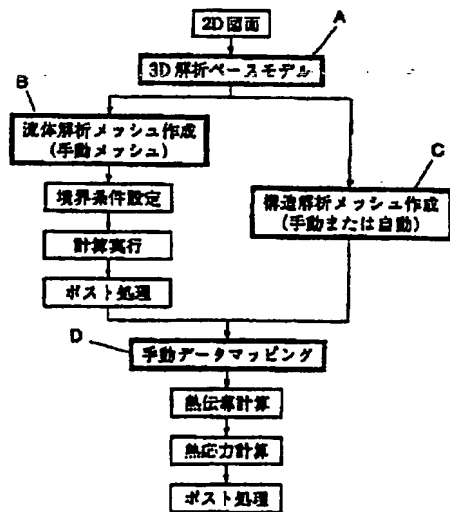 2D図面
A
3D解析ベースモデル
B
流体解析メッシュ作成
(手動メッシュ)
境界条件設定
計算実行
ポスト処理
C
構造解析メッシュ作成
(手動または自動)
D
手動データマッピング
熱伝導計算
熱応力計算
ポスト処理